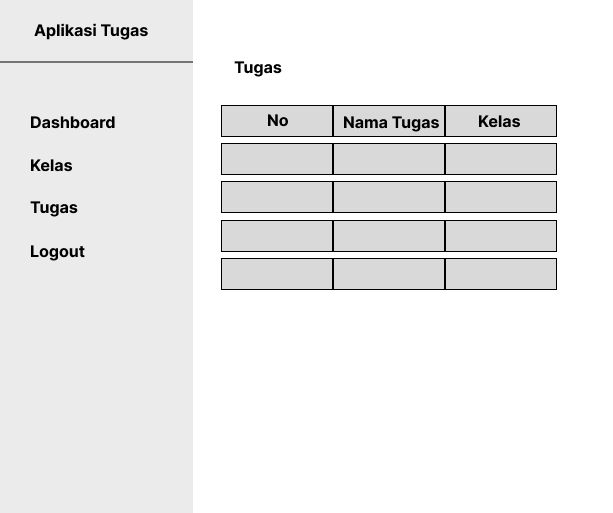 Aplikasi Tugas
Dashboard
Kelas
Tugas
Logout
Tugas
No Nama Tugas Kelas